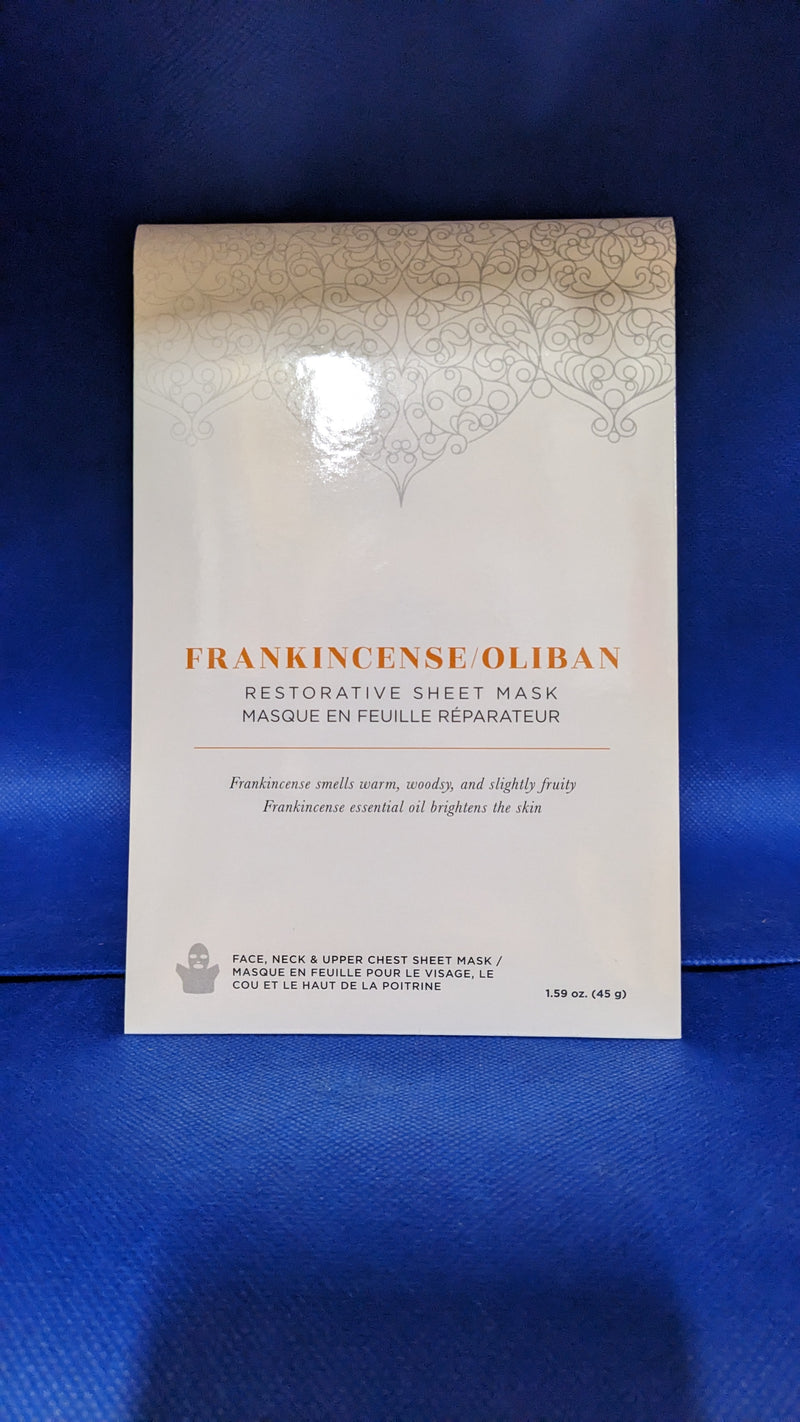 FRANKINCENSE/OLIBAN
RESTORATIVE SHEET MASK
MASQUE EN FEUILLE RÉPARATEUR
Frankincense smells warm, woodsy, and slightly fruity
Frankincense essential oil brightens the skin
FACE, NECK & UPPER CHEST SHEET MASK /
MASQUE EN FEUILLE POUR LE VISAGE, LE
COU ET LE HAUT DE LA POITRINE
1.59 oz. (45 g)